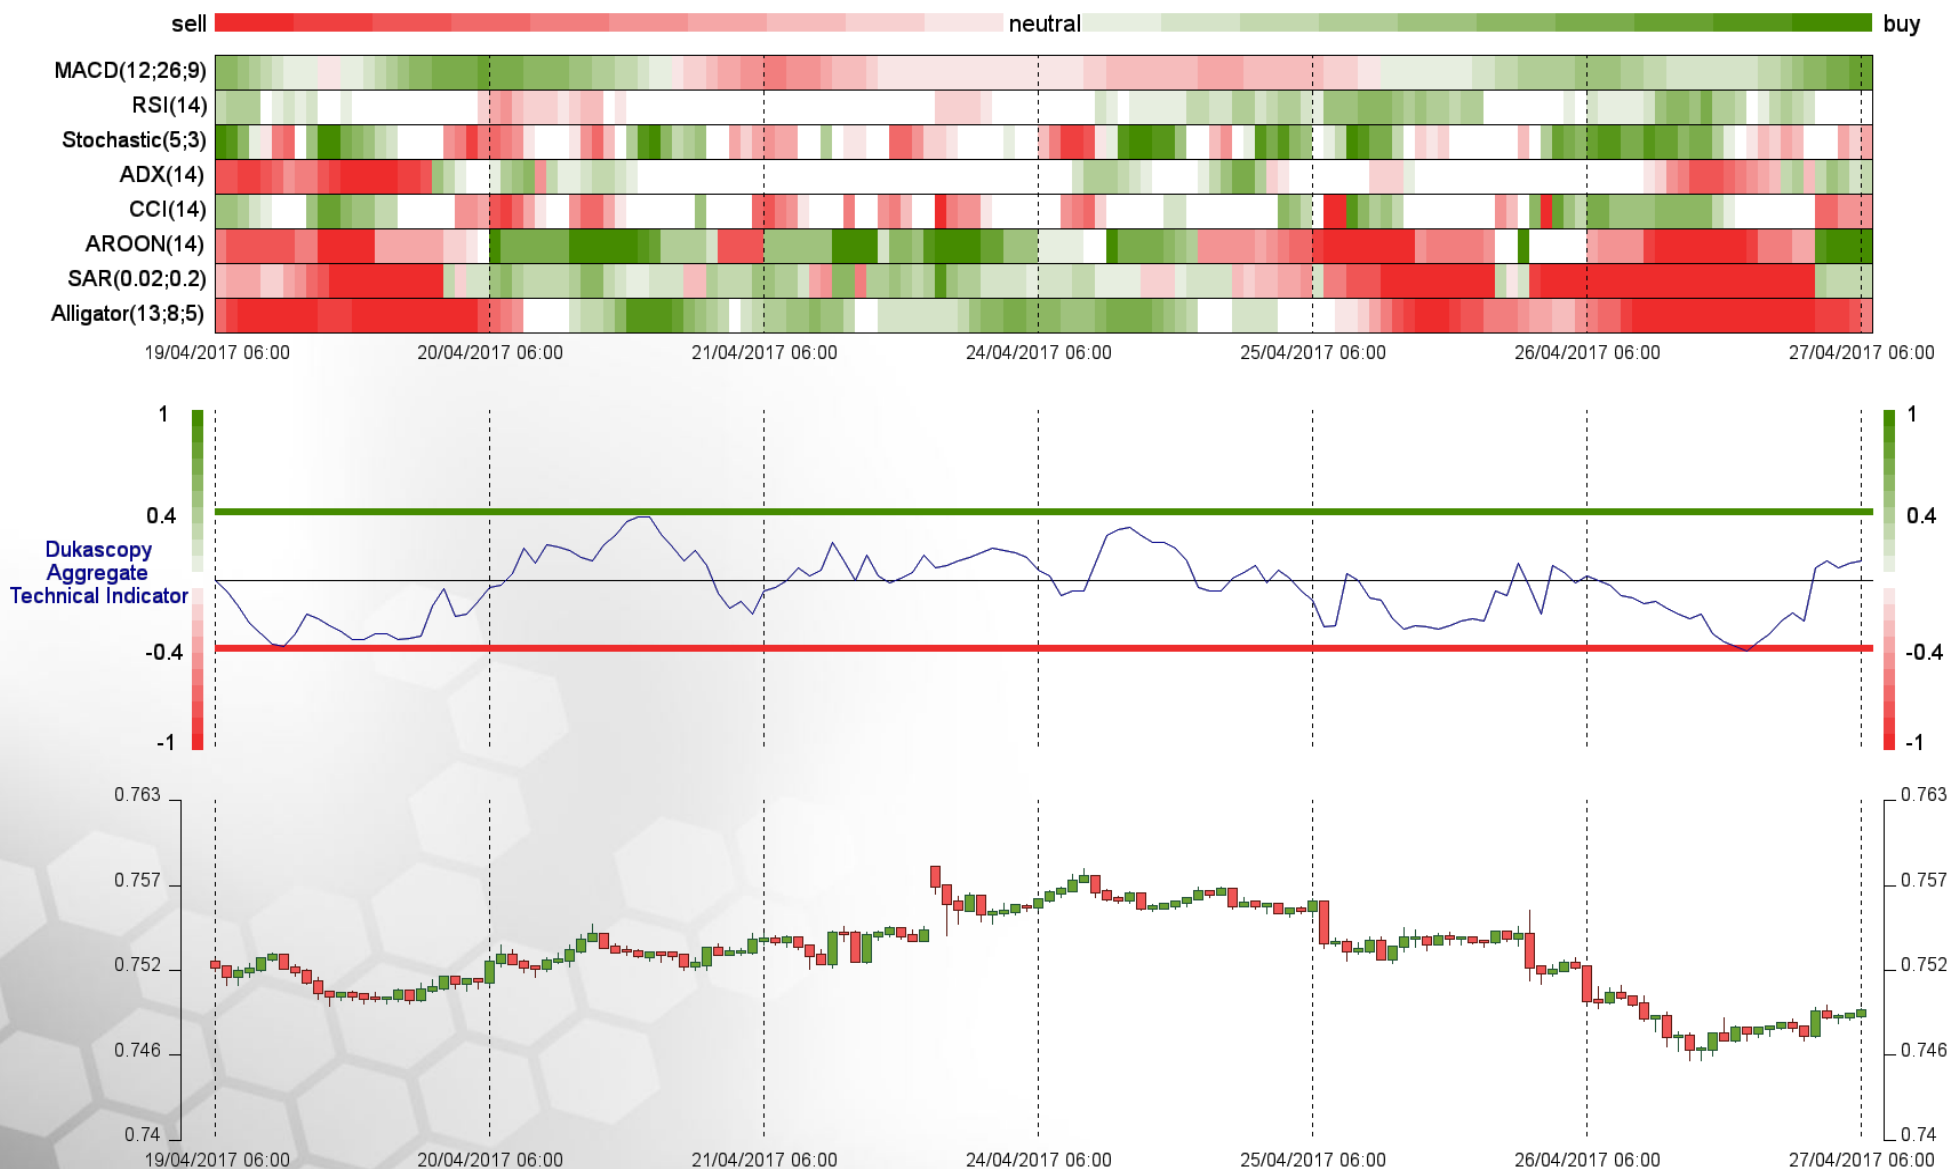 sell neutral buy
MACD(12;26;9)
RSI(14)
Stochastic(5;3)
ADX(14)
CCI(14)
AROON(14)
SAR(0.02;0.2)
Alligator(13;8;5)
19/04/2017 06:00 20/04/2017 06:00 21/04/2017 06:00 24/04/2017 06:00 25/04/2017 06:00 26/04/2017 06:00 27/04/2017 06:00
1 1
0.4 0.4
Dukascopy
Aggregate
Technical Indicator
-0.4 -0.4
-1 -1
0.763 0.763
0.757 0.757
0.752 0.752
0.746 0.746
0.74 0.74
19/04/2017 06:00 20/04/2017 06:00 21/04/2017 06:00 24/04/2017 06:00 25/04/2017 06:00 26/04/2017 06:00 27/04/2017 06:00